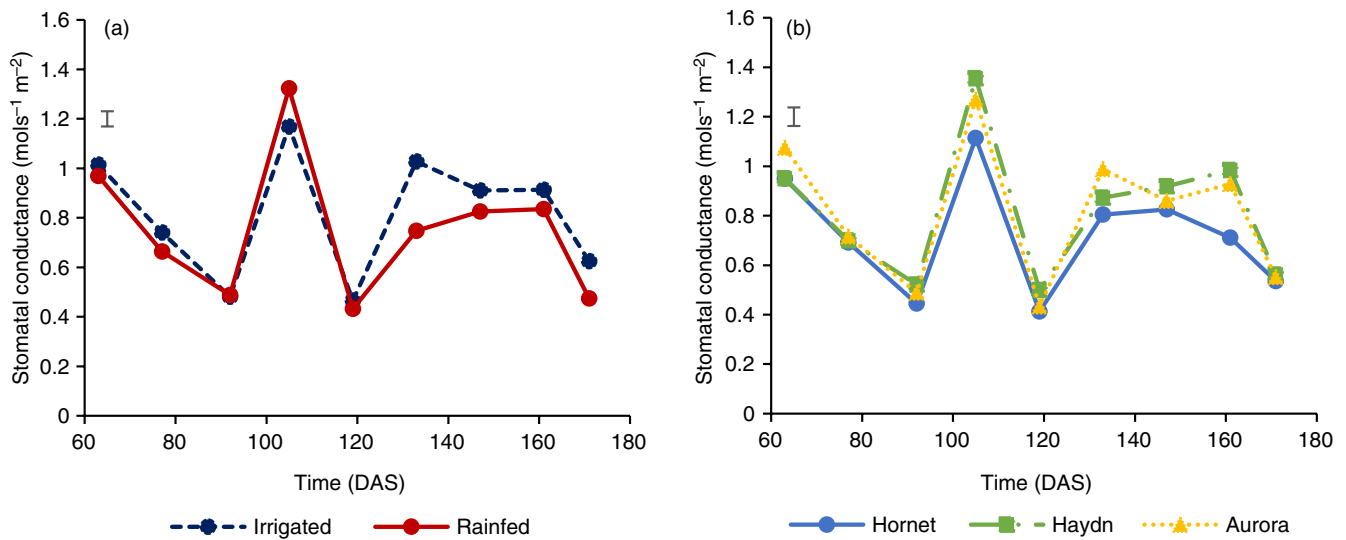 (a)
Stomatal conductance (mols⁻¹ m⁻²)
1.6
1.4
1.2
1
0.8
0.6
0.4
0.2
0
60 80 100 120 140 160 180
Time (DAS)
Irrigated Rainfed
(b)
Stomatal conductance (mols⁻¹ m⁻²)
1.6
1.4
1.2
1
0.8
0.6
0.4
0.2
0
60 80 100 120 140 160 180
Time (DAS)
Hornet Haydn Aurora